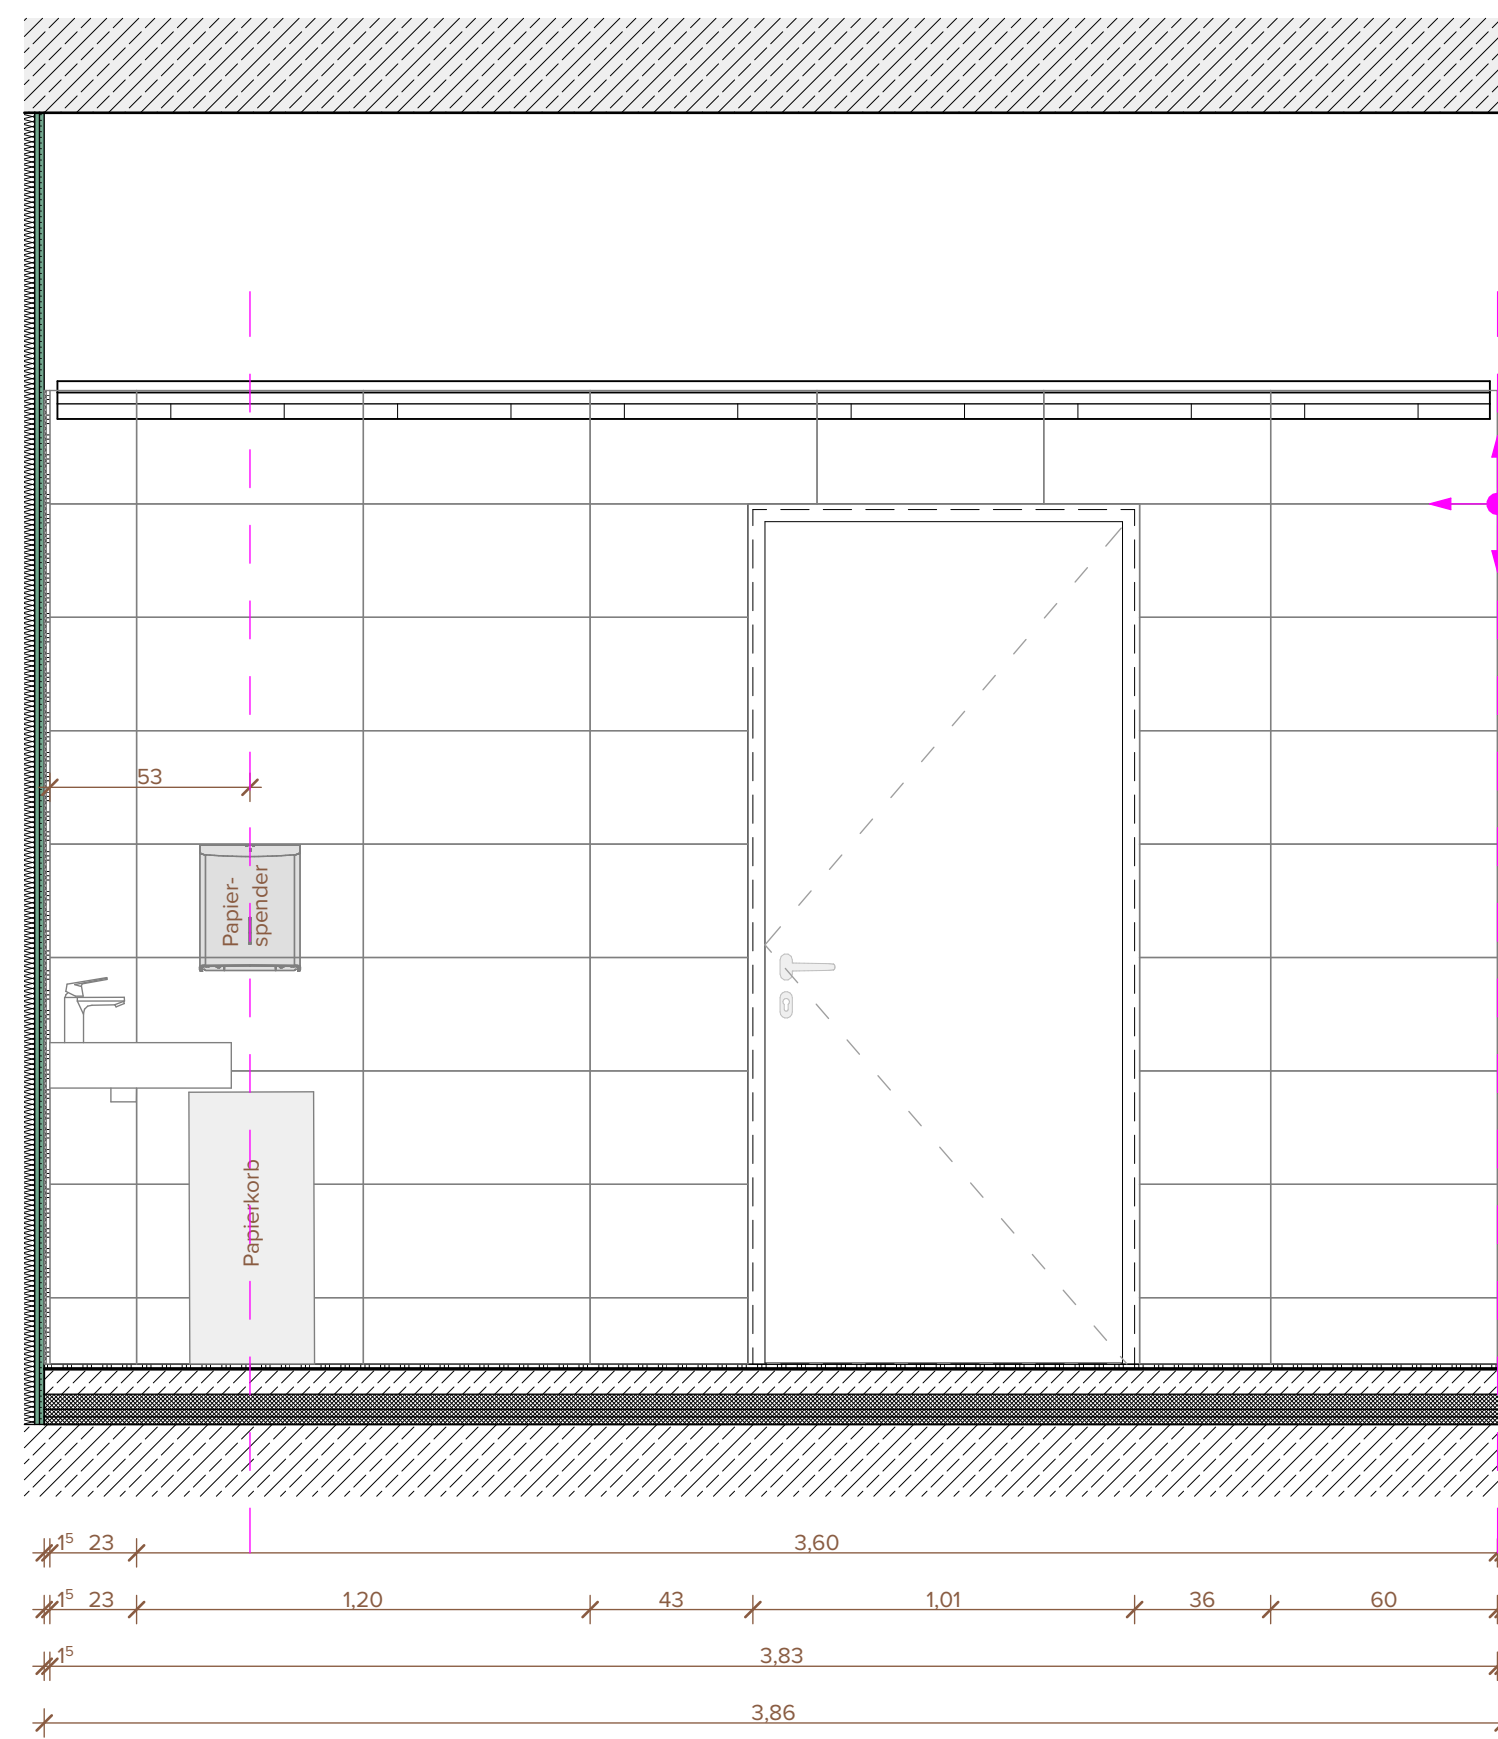 53
Papier-
spender
Papierkorb
1⁵ 23 3,60
1⁵ 23 1,20 43 1,01 36 60
1⁵ 3,83
3,86